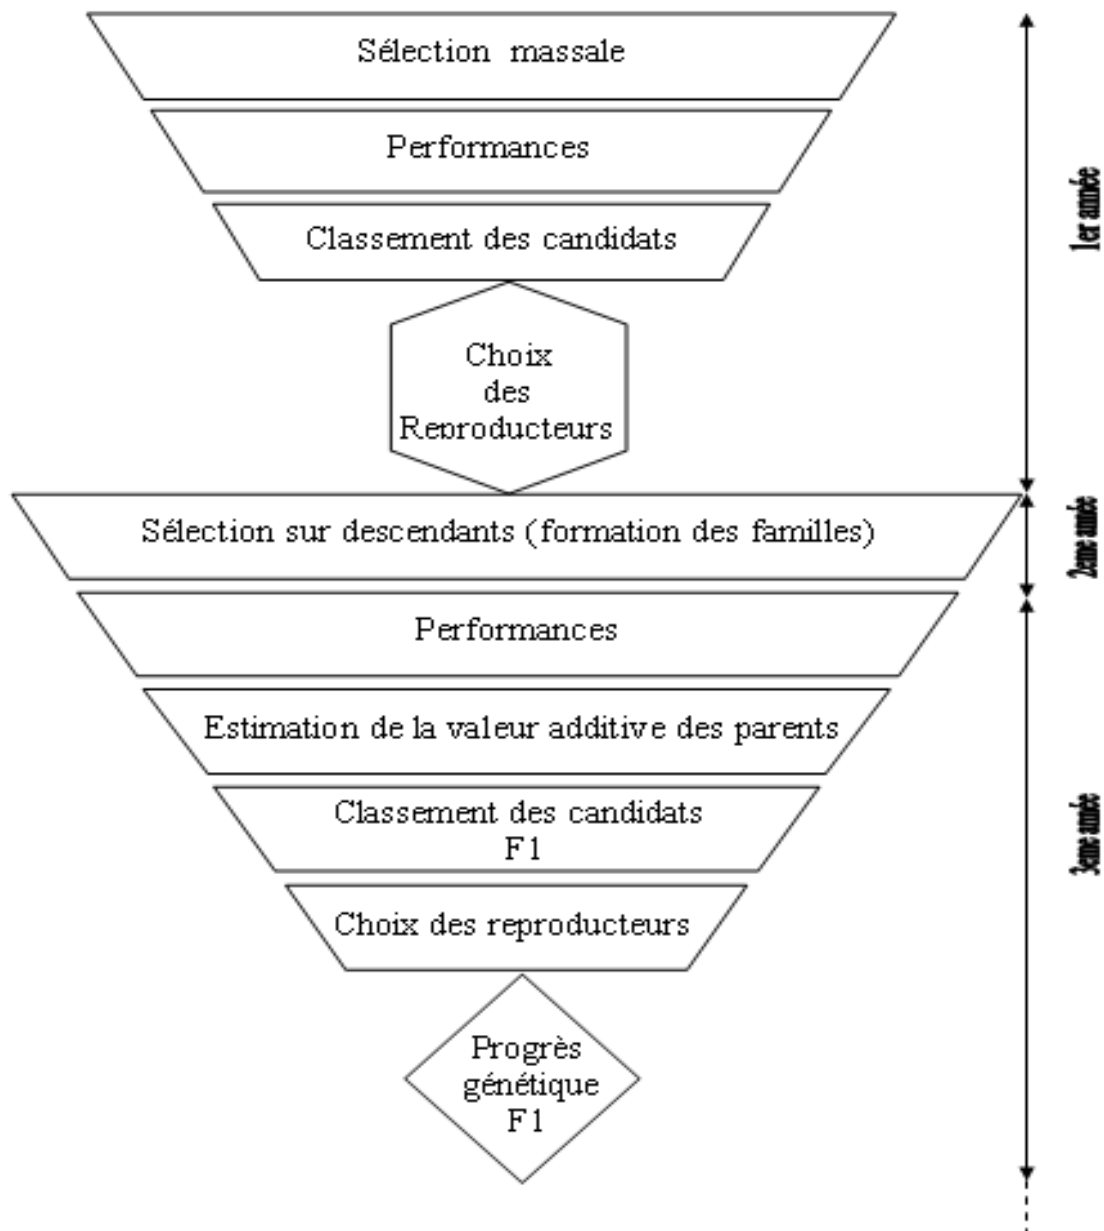 Sélection massale
Performances
Classement des candidats
Choix
des
Reproducteurs
Sélection sur descendants (formation des familles)
Performances
Estimation de la valeur additive des parents
Classement des candidats
F1
Choix des reproducteurs
Progrès
génétique
F1
1er année
2eme année
3eme année